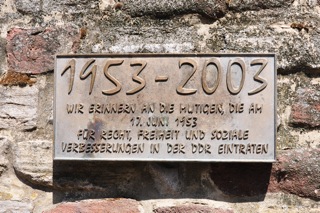 1953-2003
WIR ERINNERN AN DIE MUTIGEN, DIE AM
17. JUNI 1953
FÜR RECHT, FREIHEIT UND SOZIALE
VERBESSERUNGEN IN DER DDR EINTRATEN